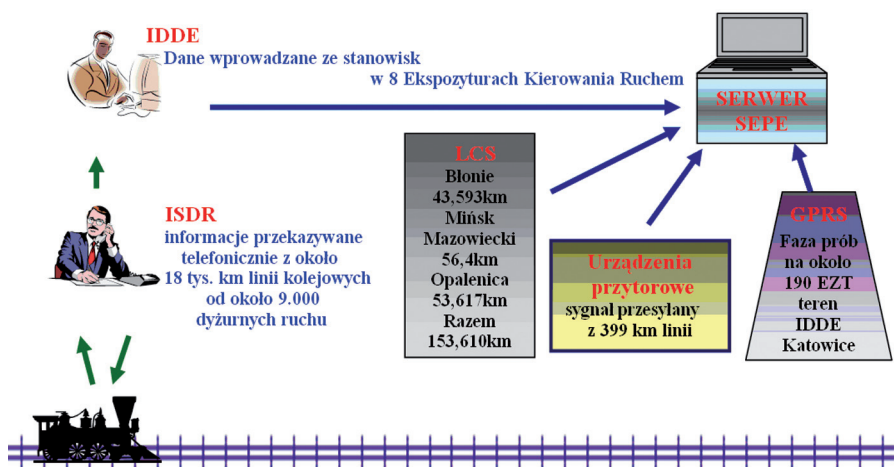 IDDE
Dane wprowadzane ze stanowisk
w 8 Ekspozyturach Kierowania Ruchem
SERWER
SEPE
ISDR
informacje przekazywane
telefonicznie z około
18 tys. km linii kolejowych
od około 9.000
dyżurnych ruchu
LCS
Błonie
43,593km
Mińsk
Mazowiecki
56,4km
Opalenica
53,617km
Razem
153,610km
Urządzenia
przytorowe
sygnał przesyłany
z 399 km linii
GPRS
Faza prób
na około
190 EZT
teren
IDDE
Katowice